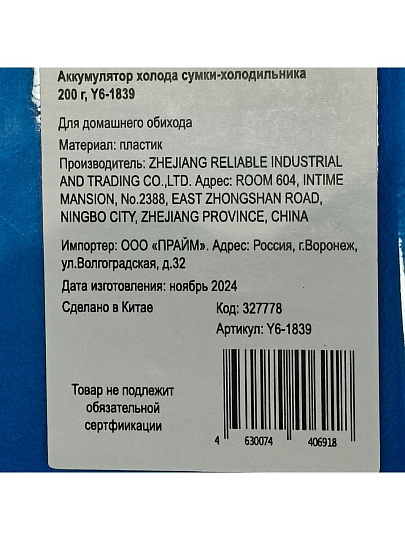 Аккумулятор холода сумки-холодильника
200 г, Y6-1839
Для домашнего обихода
Материал: пластик
Производитель: ZHEJIANG RELIABLE INDUSTRIAL
AND TRADING CO.,LTD. Адрес: ROOM 604, INTIME
MANSION, No.2388, EAST ZHONGSHAN ROAD,
NINGBO CITY, ZHEJIANG PROVINCE, CHINA
Импортер: ООО «ПРАЙМ». Адрес: Россия, г.Воронеж,
ул.Волгоградская, д.32
Дата изготовления: ноябрь 2024
Сделано в Китае
Код: 327778
Артикул: Y6-1839
Товар не подлежит
обязательной
сертфиикации
4 630074 406918